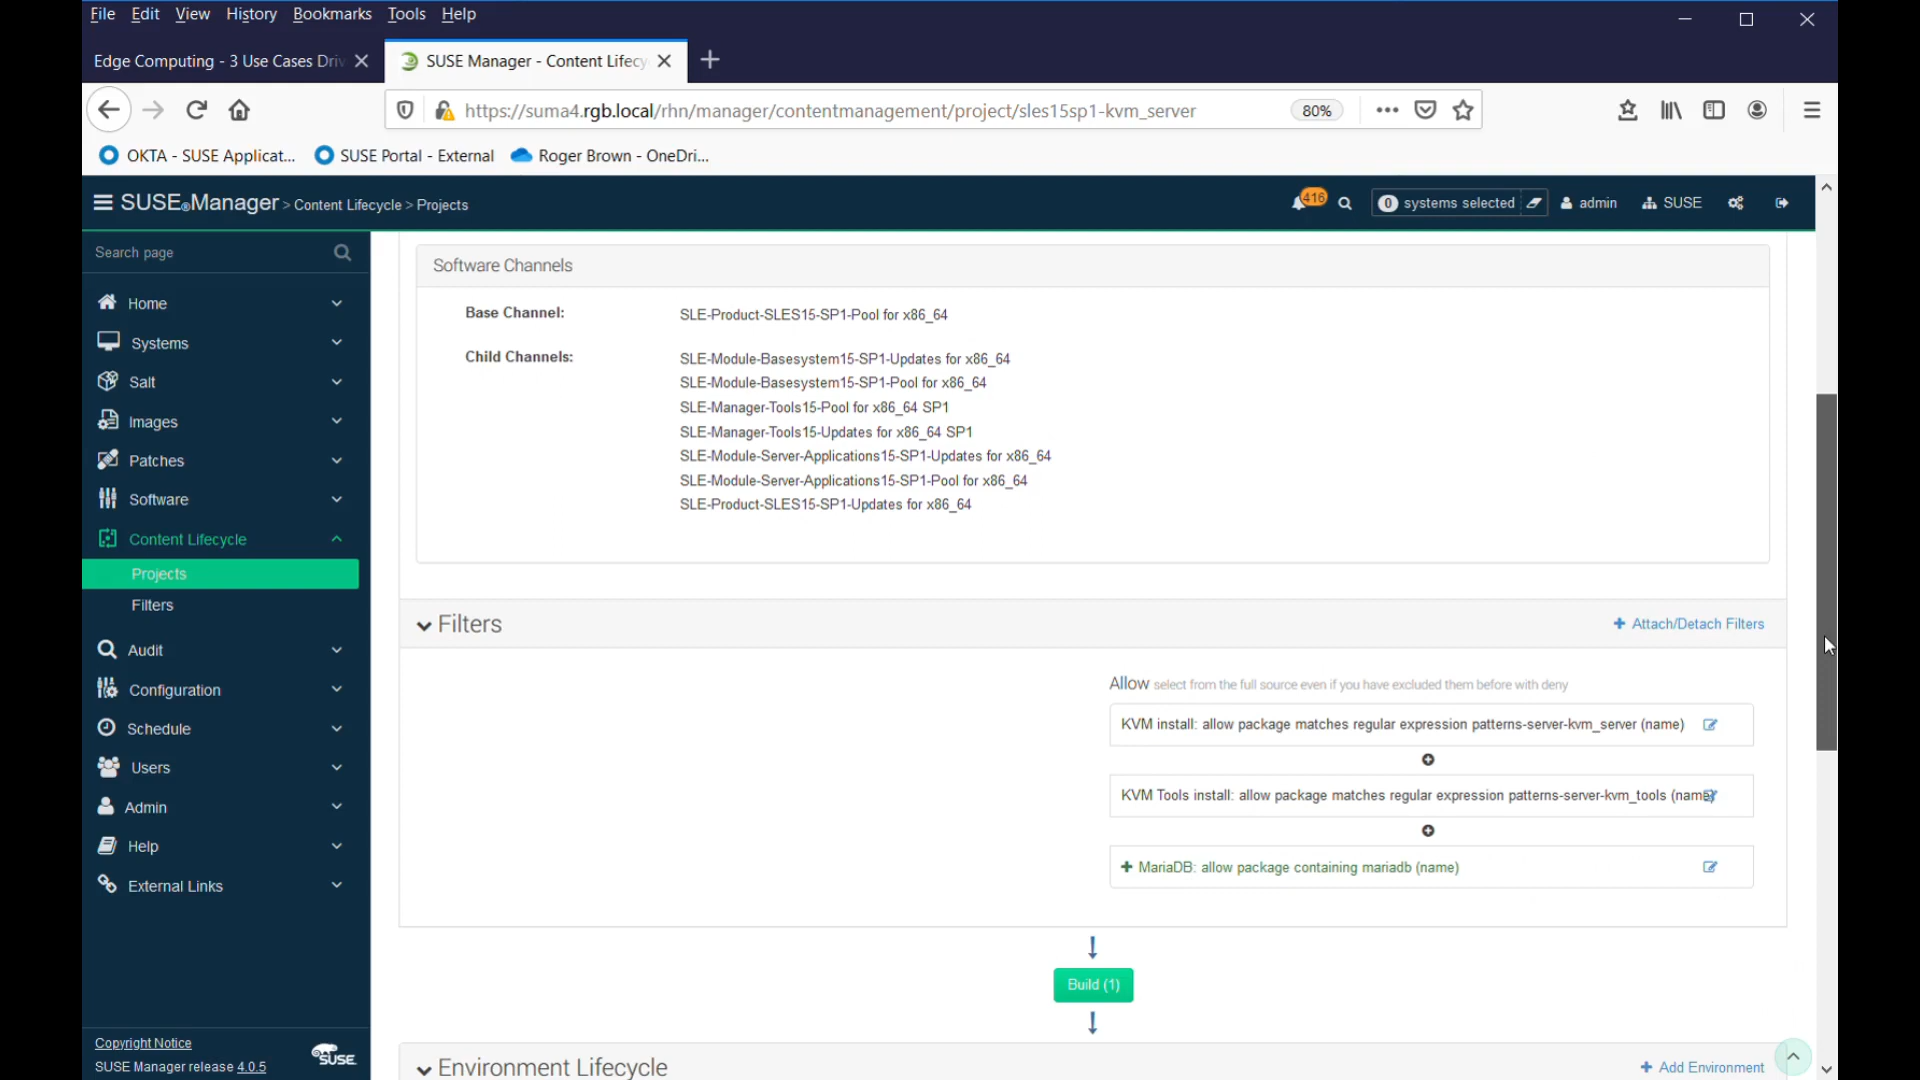 File Edit View History Bookmarks Tools Help
Edge Computing - 3 Use Cases Driv
SUSE Manager - Content Lifecy
https://suma4.rgb.local/rhn/manager/contentmanagement/project/sles15sp1-kvm_server
80%
OKTA - SUSE Applicat... SUSE Portal - External Roger Brown - OneDri...
SUSE®Manager > Content Lifecycle > Projects
416
0 systems selected
admin
SUSE
Search page
Home
Systems
Salt
Images
Patches
Software
Content Lifecycle
Projects
Filters
Audit
Configuration
Schedule
Users
Admin
Help
External Links
Copyright Notice
SUSE Manager release 4.0.5
SUSE
Software Channels
Base Channel: SLE-Product-SLES15-SP1-Pool for x86_64
Child Channels: SLE-Module-Basesystem15-SP1-Updates for x86_64
SLE-Module-Basesystem15-SP1-Pool for x86_64
SLE-Manager-Tools15-Pool for x86_64 SP1
SLE-Manager-Tools15-Updates for x86_64 SP1
SLE-Module-Server-Applications15-SP1-Updates for x86_64
SLE-Module-Server-Applications15-SP1-Pool for x86_64
SLE-Product-SLES15-SP1-Updates for x86_64
Filters
Attach/Detach Filters
Allow select from the full source even if you have excluded them before with deny
KVM install: allow package matches regular expression patterns-server-kvm_server (name)
KVM Tools install: allow package matches regular expression patterns-server-kvm_tools (name)
MariaDB: allow package containing mariadb (name)
Build (1)
Environment Lifecycle
Add Environment